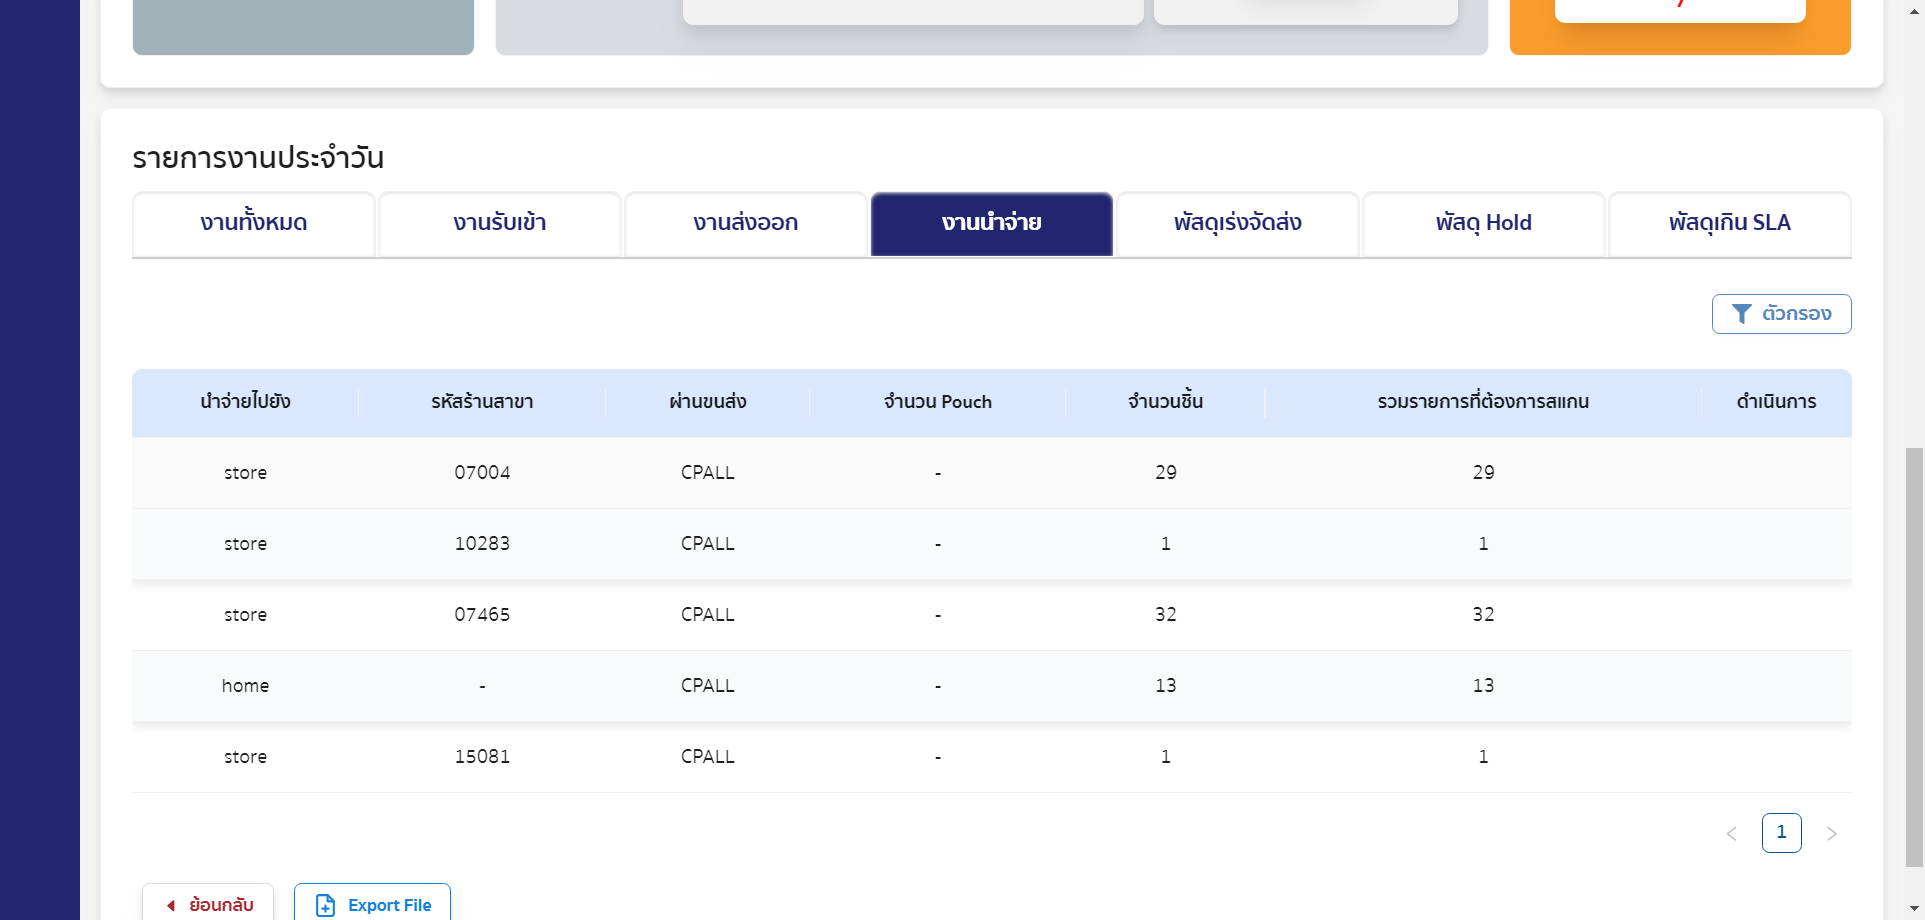 รายการงานประจำวัน
งานทั้งหมด งานรับเข้า งานส่งออก งานนำจ่าย พัสดุเร่งจัดส่ง พัสดุ Hold พัสดุเกิน SLA
ตัวกรอง
นำจ่ายไปยัง รหัสร้านสาขา ผ่านขนส่ง จำนวน Pouch จำนวนชิ้น รวมรายการที่ต้องการสแกน ดำเนินการ
store 07004 CPALL - 29 29
store 10283 CPALL - 1 1
store 07465 CPALL - 32 32
home - CPALL - 13 13
store 15081 CPALL - 1 1
1
ย้อนกลับ Export File